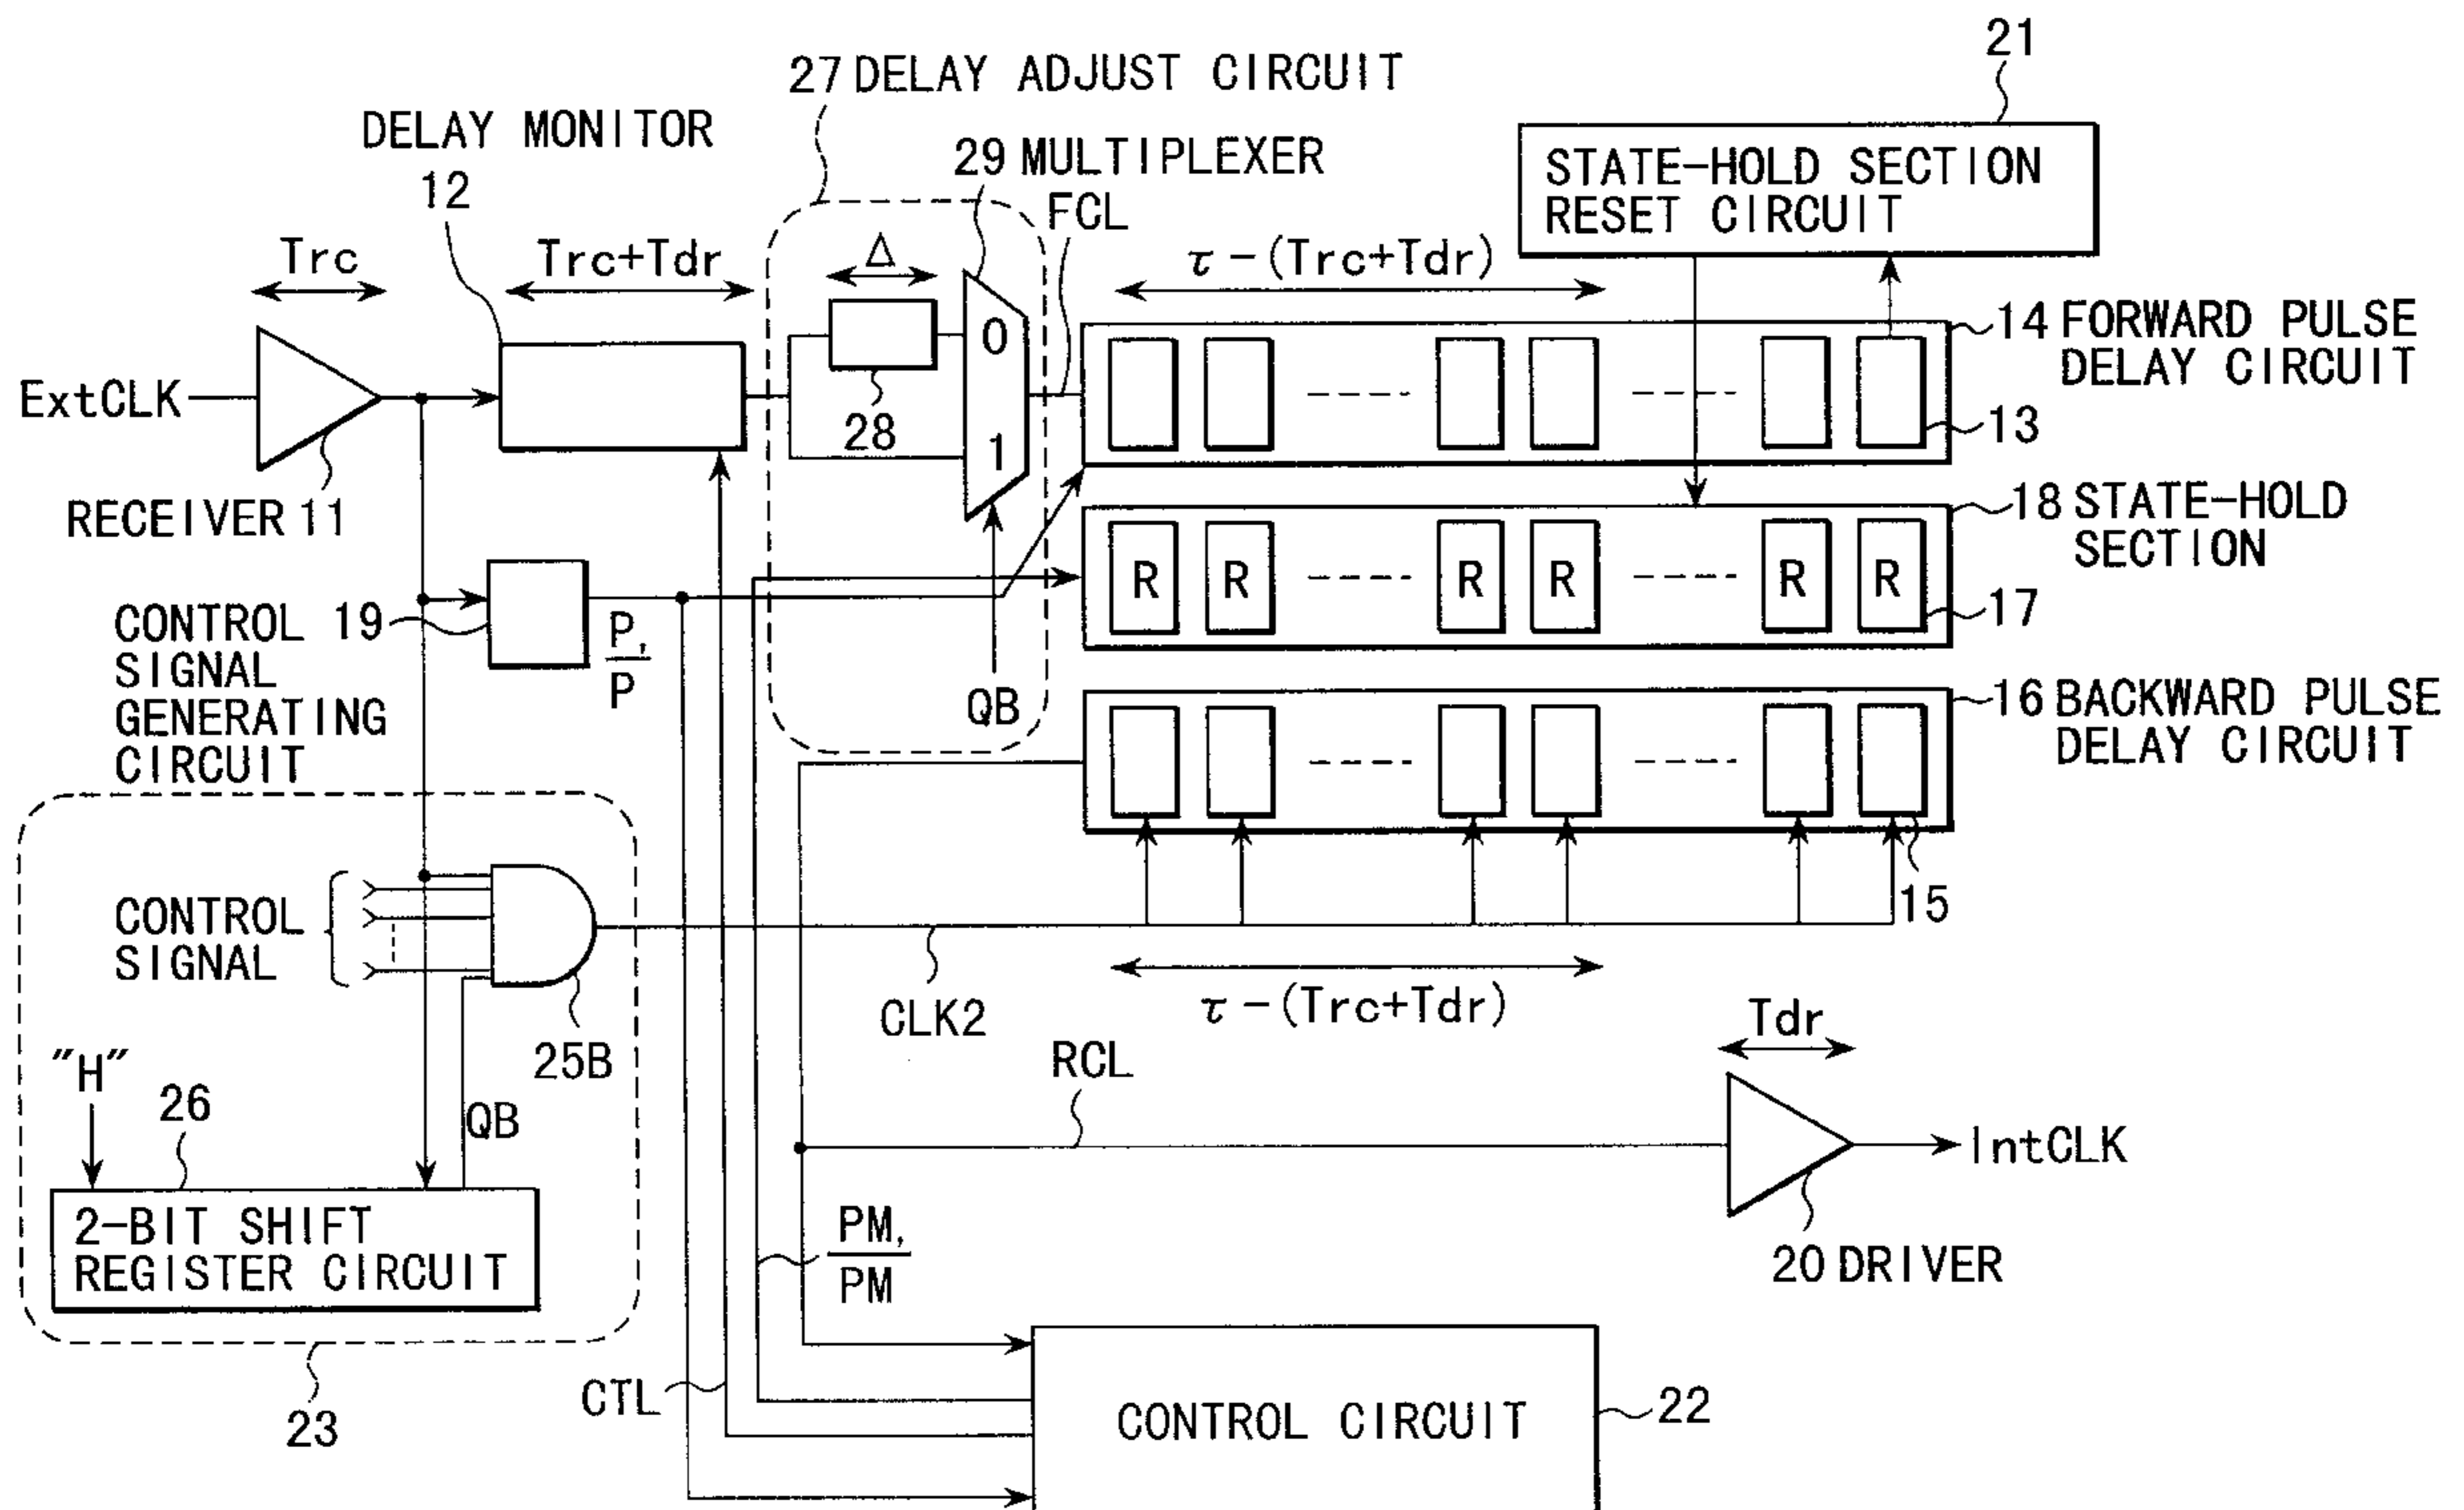 21
27 DELAY ADJUST CIRCUIT
DELAY MONITOR
12
29 MULTIPLEXER
FCL
STATE-HOLD SECTION
RESET CIRCUIT
Trc
Trc+Tdr
Δ
τ-(Trc+Tdr)
0
1
28
14 FORWARD PULSE
DELAY CIRCUIT
13
ExtCLK
RECEIVER 11
18 STATE-HOLD
SECTION
R R R R R R
17
CONTROL 19
SIGNAL
GENERATING
CIRCUIT
P,
P
QB
16 BACKWARD PULSE
DELAY CIRCUIT
15
CONTROL
SIGNAL
25B
CLK2
τ-(Trc+Tdr)
"H"
26
QB
2-BIT SHIFT
REGISTER CIRCUIT
23
RCL
Tdr
IntCLK
20 DRIVER
PM,
PM
CTL
CONTROL CIRCUIT
22